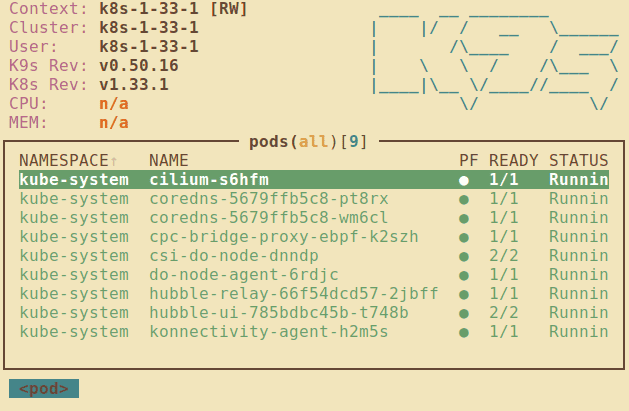 Context: k8s-1-33-1 [RW]
Cluster: k8s-1-33-1
User: k8s-1-33-1
K9s Rev: v0.50.16
K8s Rev: v1.33.1
CPU: n/a
MEM: n/a
pods(all)[9]
NAMESPACE↑ NAME PF READY STATUS
kube-system cilium-s6hfm ● 1/1 Runnin
kube-system coredns-5679ffb5c8-pt8rx ● 1/1 Runnin
kube-system coredns-5679ffb5c8-wm6cl ● 1/1 Runnin
kube-system cpc-bridge-proxy-ebpf-k2szh ● 1/1 Runnin
kube-system csi-do-node-dnndp ● 2/2 Runnin
kube-system do-node-agent-6rdjc ● 1/1 Runnin
kube-system hubble-relay-66f54dcd57-2jbff ● 1/1 Runnin
kube-system hubble-ui-785bdbc45b-t748b ● 2/2 Runnin
kube-system konnectivity-agent-h2m5s ● 1/1 Runnin
<pod>